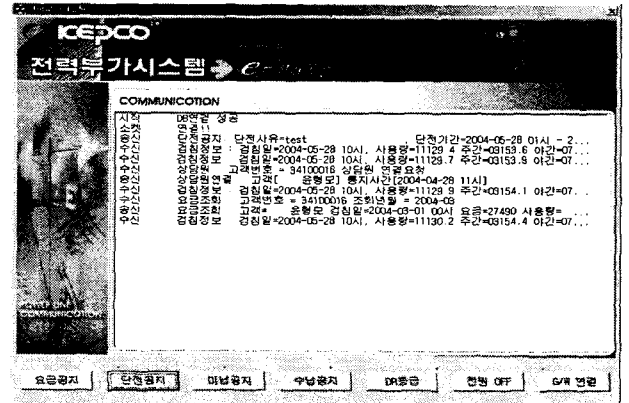 KEPCO
전력부가시스템
COMMUNICOTION
시작 DB연결 성공
소켓 연결!!
송신 단전공지: 단전사유=test 단전기간=2004-05-28 01시 - 2...
수신 검침정보 : 검침일=2004-05-28 10시, 사용량=11129.4 주간=03153.6 야간=07...
수신 검침정보 : 검침일=2004-05-28 10시, 사용량=11129.7 주간=03153.9 야간=07...
수신 상담원 고객번호 = 34100016 상담원 연결요청
송신 상담원연결 고객[ 윤형모] 통지시간[2004-04-28 11시]
수신 검침정보 : 검침일=2004-05-28 10시, 사용량=11129.9 주간=03154.1 야간=07...
수신 요금조회 고객번호 = 34100016 조회년월 = 2004-03
송신 요금조회 고객= 윤형모 검침일=2004-03-01 00시 요금=27490 사용량= ...
수신 검침정보 : 검침일=2004-05-28 10시, 사용량=11130.2 주간=03154.4 야간=07...
COMMUNICOTION
요금공지 단전공지 미납공지 수납공지 DR등급 전원 OFF G/W 연결